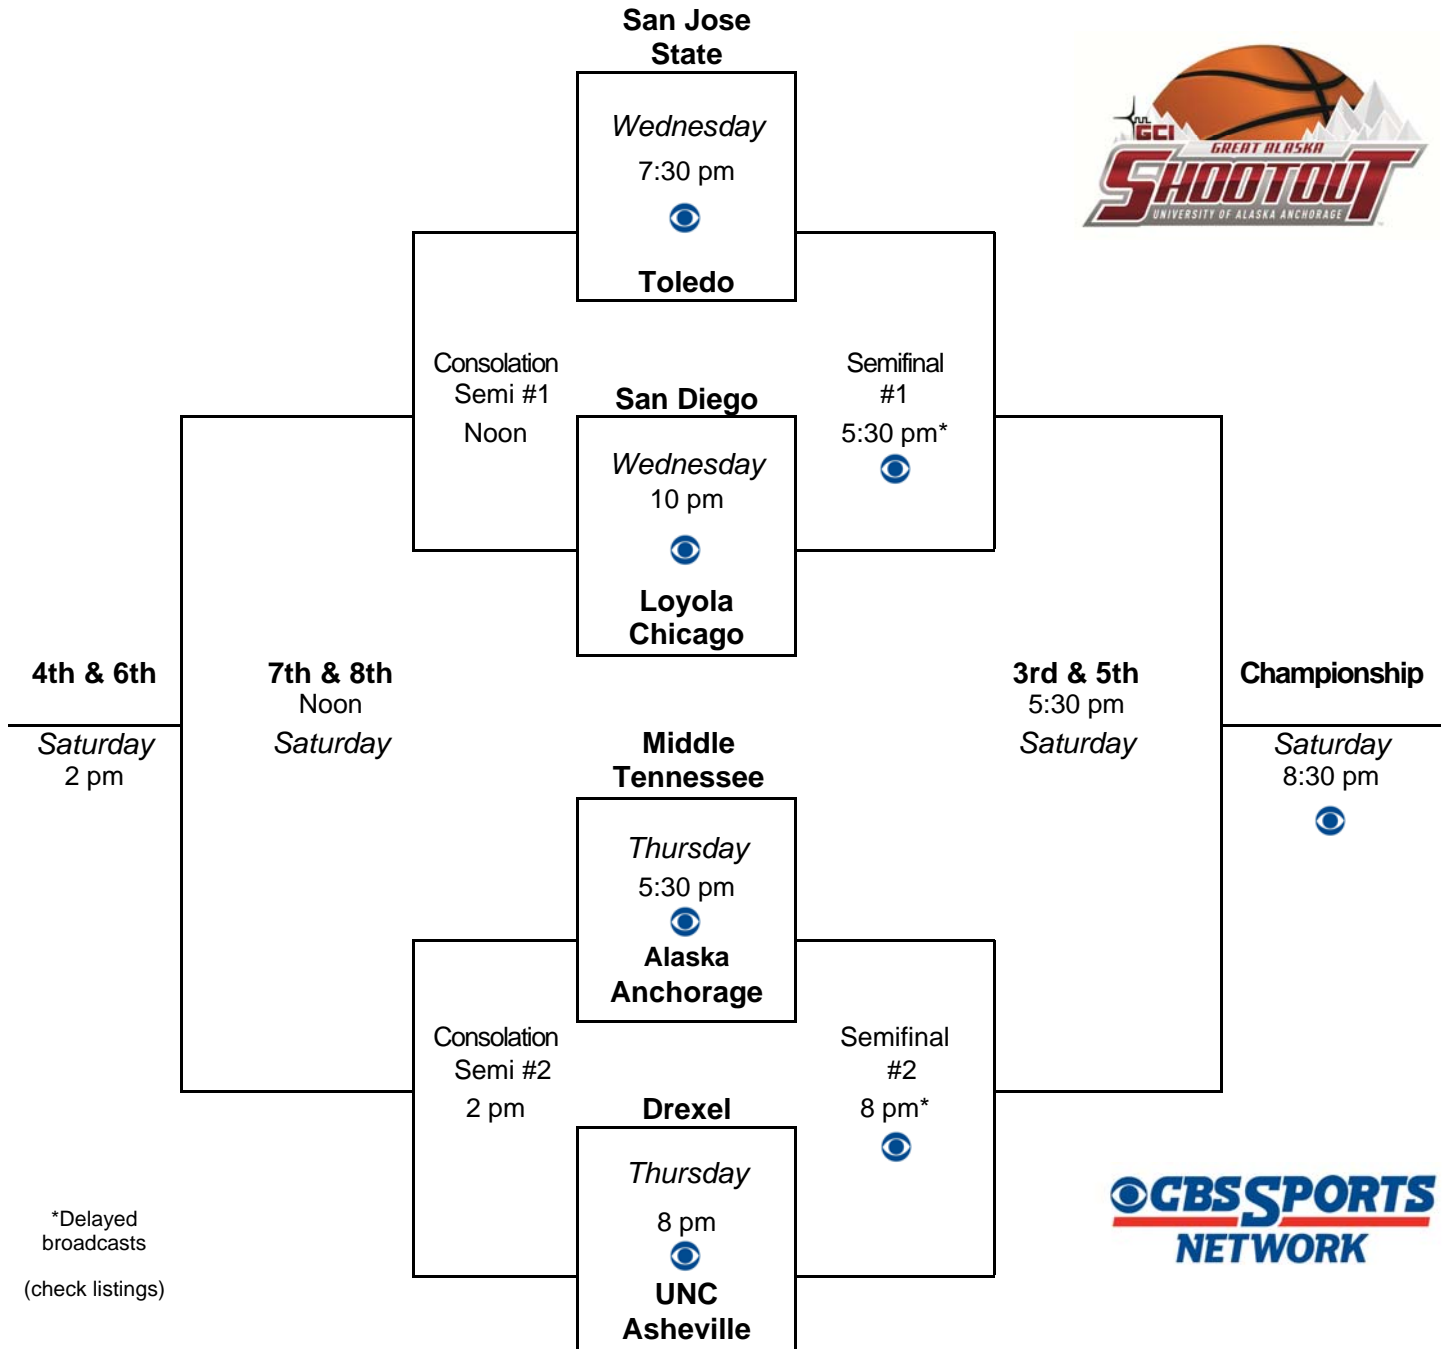 San Jose
State
GCI
GREAT ALASKA
SHOOTOUT
UNIVERSITY OF ALASKA ANCHORAGE
Wednesday
7:30 pm
Toledo
Consolation
Semi #1
Noon
San Diego
Wednesday
10 pm
Loyola
Chicago
Semifinal
#1
5:30 pm*
4th & 6th
Saturday
2 pm
7th & 8th
Noon
Saturday
3rd & 5th
5:30 pm
Saturday
Championship
Saturday
8:30 pm
Middle
Tennessee
Thursday
5:30 pm
Alaska
Anchorage
Consolation
Semi #2
2 pm
Drexel
Thursday
8 pm
UNC
Asheville
Semifinal
#2
8 pm*
*Delayed
broadcasts
(check listings)
CBS SPORTS
NETWORK